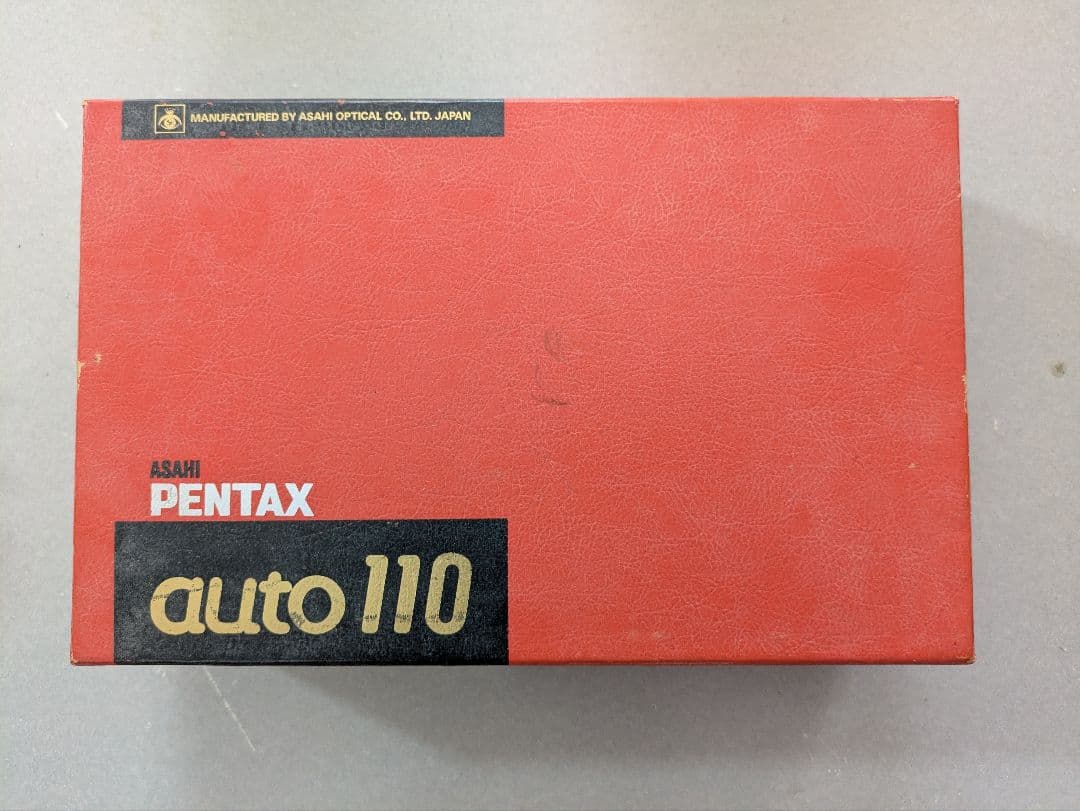 MANUFACTURED BY ASAHI OPTICAL CO., LTD. JAPAN
ASAHI
PENTAX
auto 110